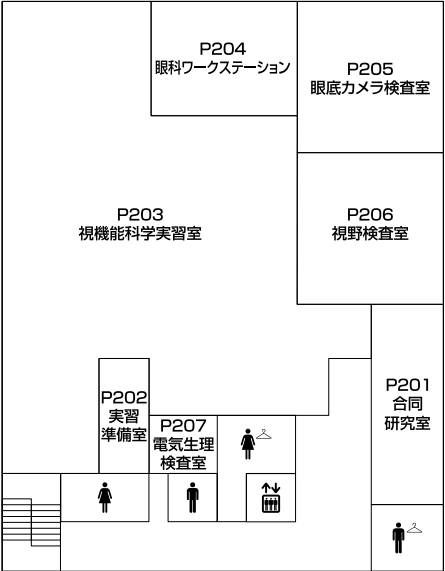 P204
眼科ワークステーション
P205
眼底カメラ検査室
P203
視機能科学実習室
P206
視野検査室
P201
合同
研究室
P202
実習
準備室
P207
電気生理
検査室